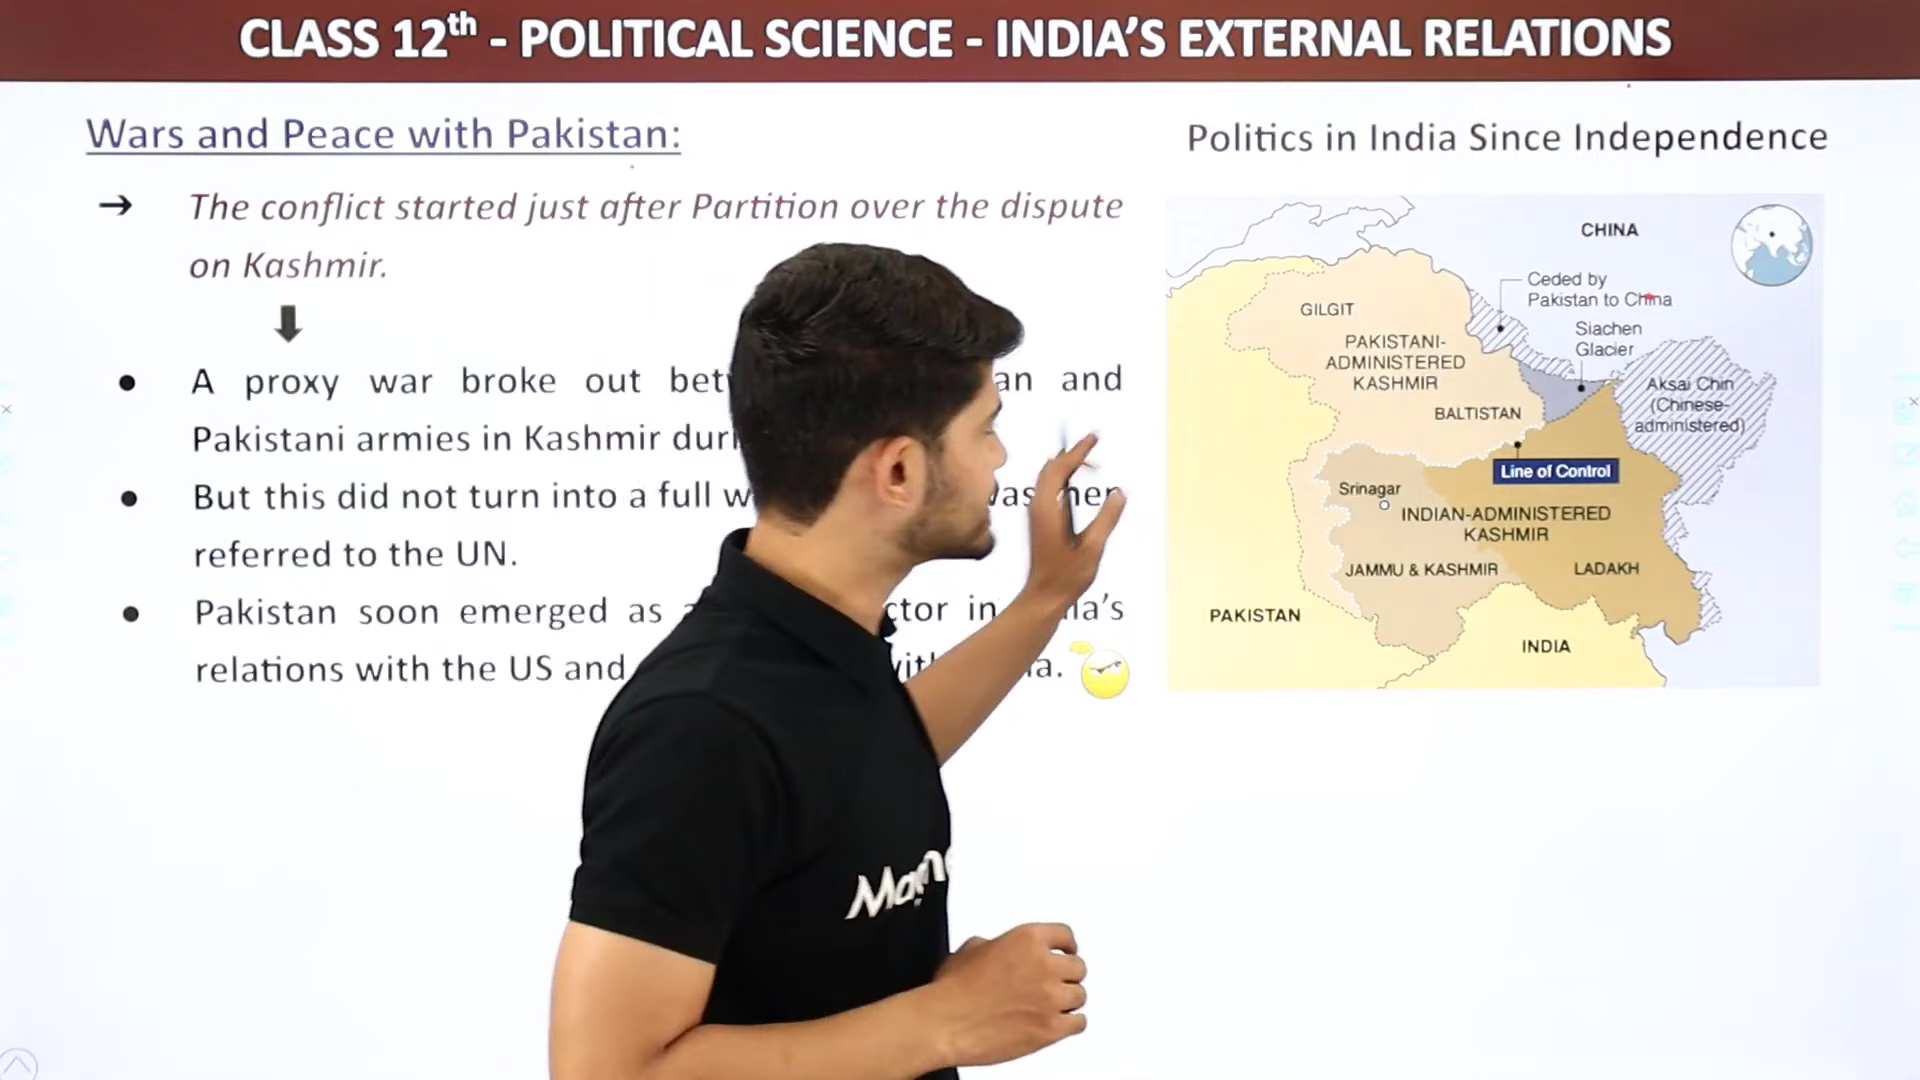 CLASS 12th - POLITICAL SCIENCE - INDIA'S EXTERNAL RELATIONS
Wars and Peace with Pakistan:
→ The conflict started just after Partition over the dispute
on Kashmir.
● A proxy war broke out and
Pakistani armies in Kashmir
● But this did not turn into a full
referred to the UN.
● Pakistan soon emerged as in
relations with the US and
Politics in India Since Independence
CHINA
Ceded by
Pakistan to China
Siachen
Glacier
GILGIT
PAKISTANI-
ADMINISTERED
KASHMIR
BALTISTAN
Aksai Chin
(Chinese-
administered)
Line of Control
Srinagar
INDIAN-ADMINISTERED
KASHMIR
JAMMU & KASHMIR
LADAKH
PAKISTAN
INDIA